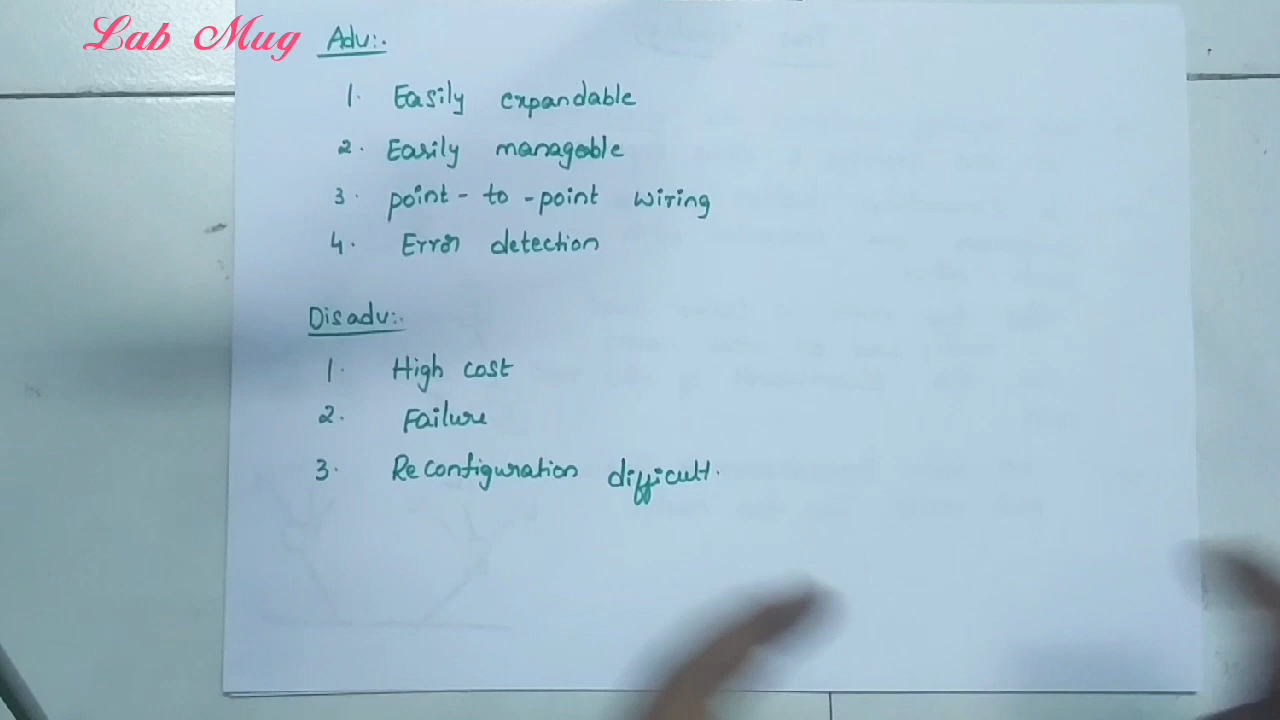 Lab Mug
Adv:.
1. Easily expandable
2. Easily managable
3. point-to-point wiring
4. Error detection
Disadv:.
1. High cost
2. Failure
3. Reconfiguration difficult.